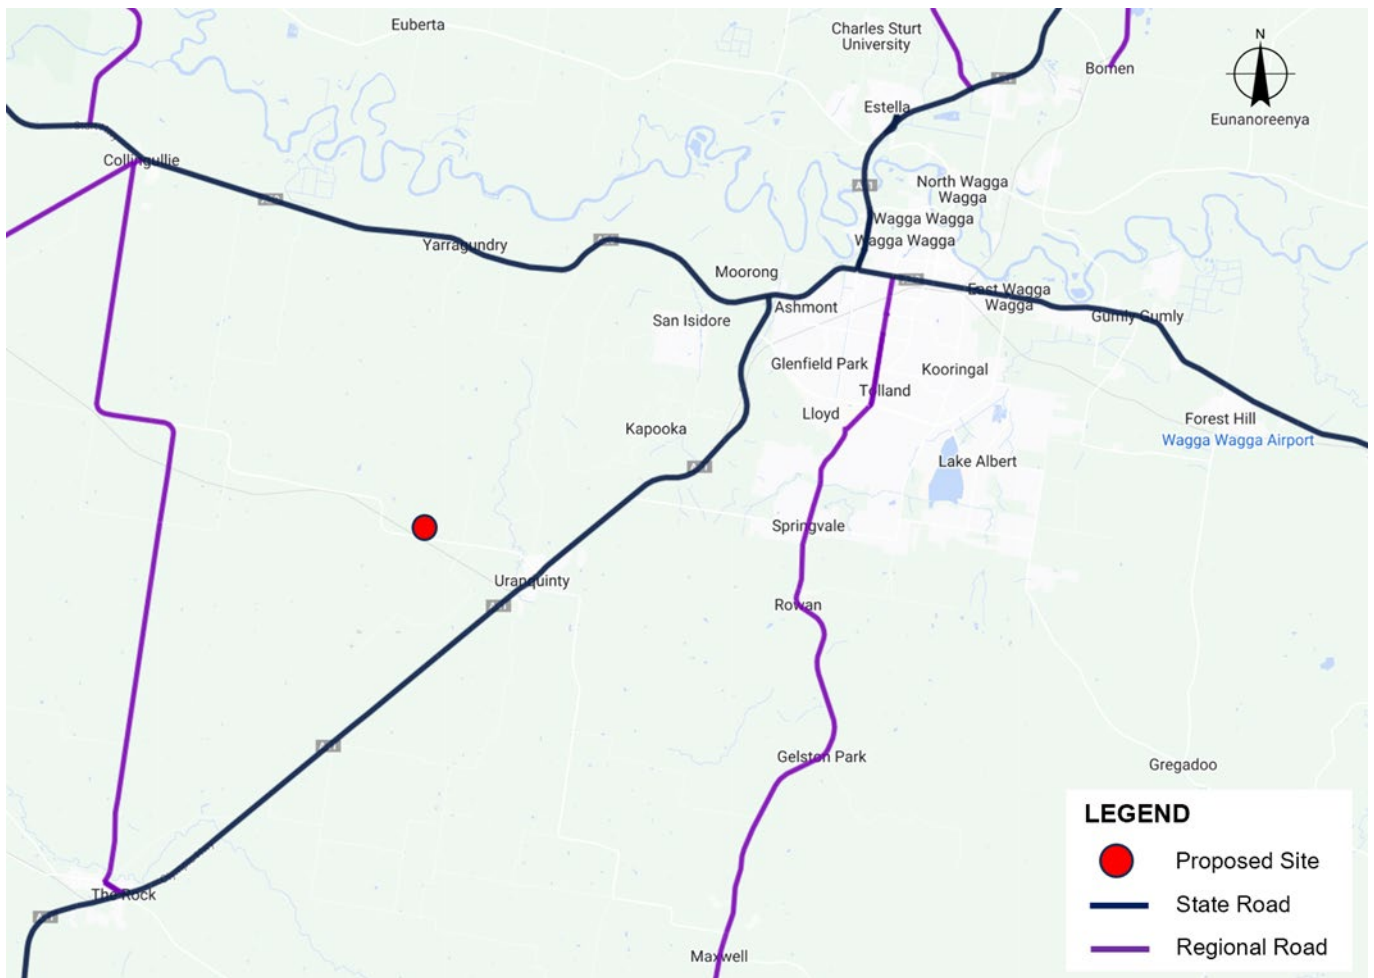 Euberta
Charles Sturt
University
N
Bomen
Estella
Eunanoreenya
Collingullie
North Wagga
Wagga
Wagga Wagga
Wagga Wagga
Yarragundry
Moorong
East Wagga
Wagga
Ashmont
San Isidore
Gumly Gumly
Glenfield Park
Kooringal
Tolland
Lloyd
Forest Hill
Kapooka
Wagga Wagga Airport
Lake Albert
Springvale
Uranquinty
Rowan
Gelston Park
Gregadoo
LEGEND
Proposed Site
The Rock
State Road
Regional Road
Maxwell